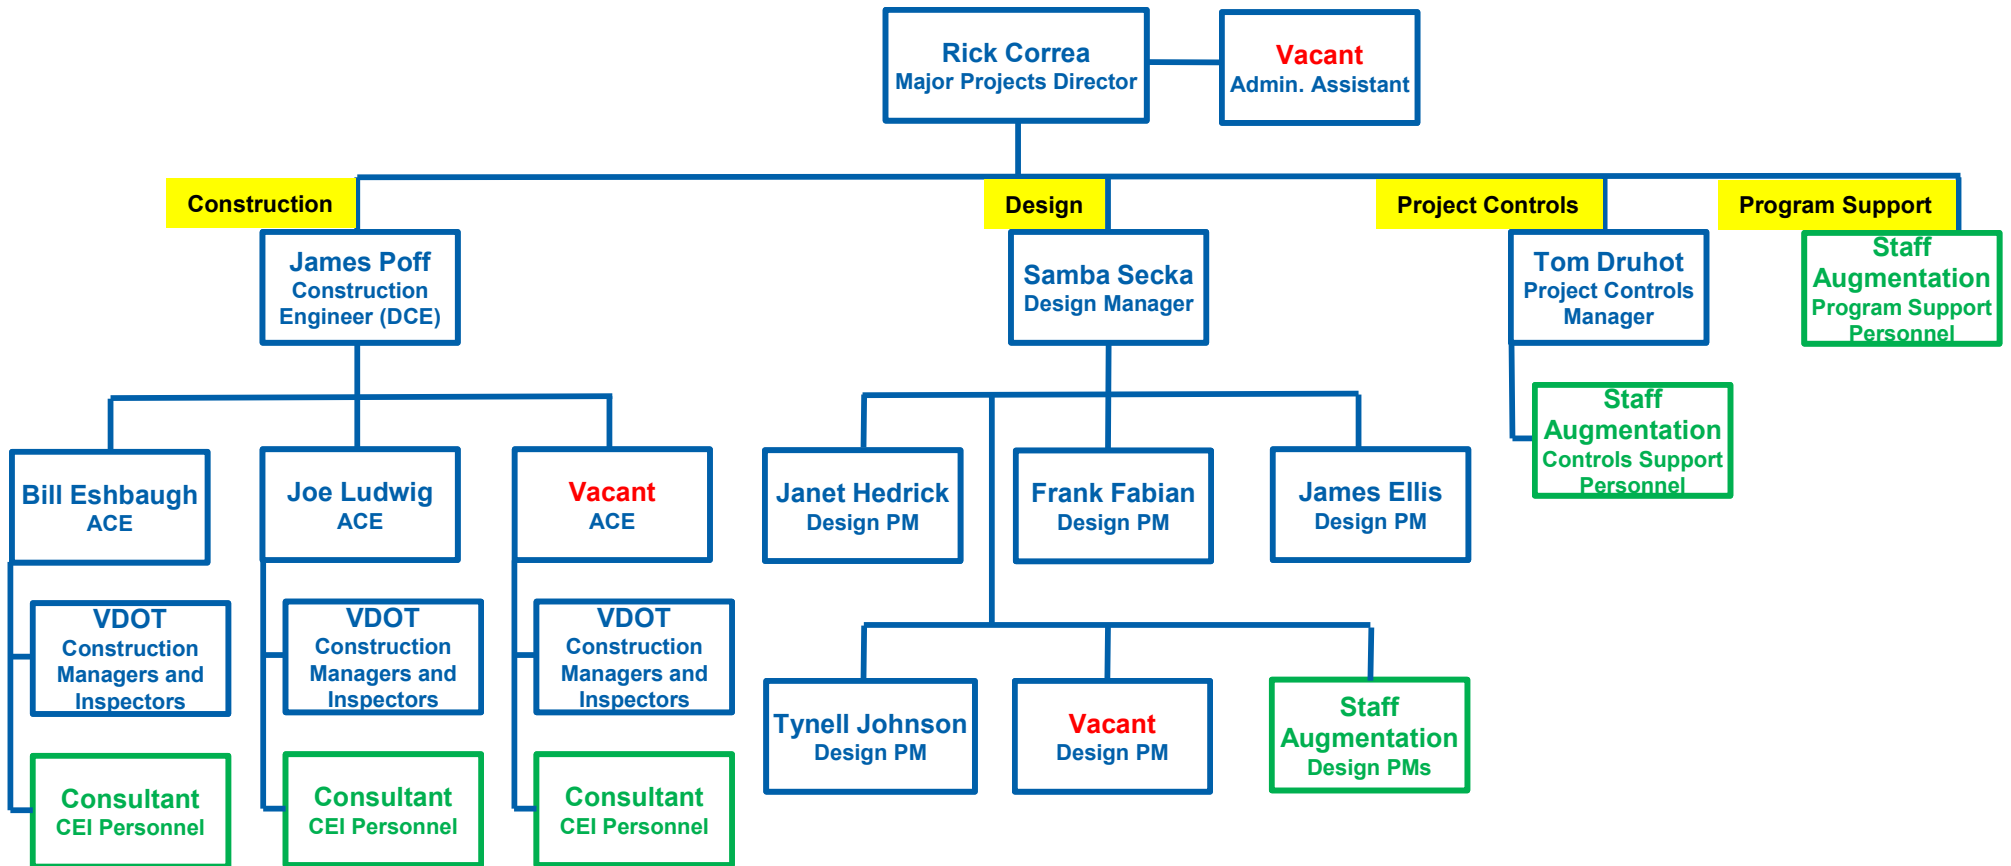 Rick Correa
Major Projects Director
Vacant
Admin. Assistant
Construction
Design
Project Controls
Program Support
James Poff
Construction
Engineer (DCE)
Samba Secka
Design Manager
Tom Druhot
Project Controls
Manager
Staff
Augmentation
Program Support
Personnel
Staff
Augmentation
Controls Support
Personnel
Bill Eshbaugh
ACE
Joe Ludwig
ACE
Vacant
ACE
Janet Hedrick
Design PM
Frank Fabian
Design PM
James Ellis
Design PM
VDOT
Construction
Managers and
Inspectors
VDOT
Construction
Managers and
Inspectors
VDOT
Construction
Managers and
Inspectors
Tynell Johnson
Design PM
Vacant
Design PM
Staff
Augmentation
Design PMs
Consultant
CEI Personnel
Consultant
CEI Personnel
Consultant
CEI Personnel